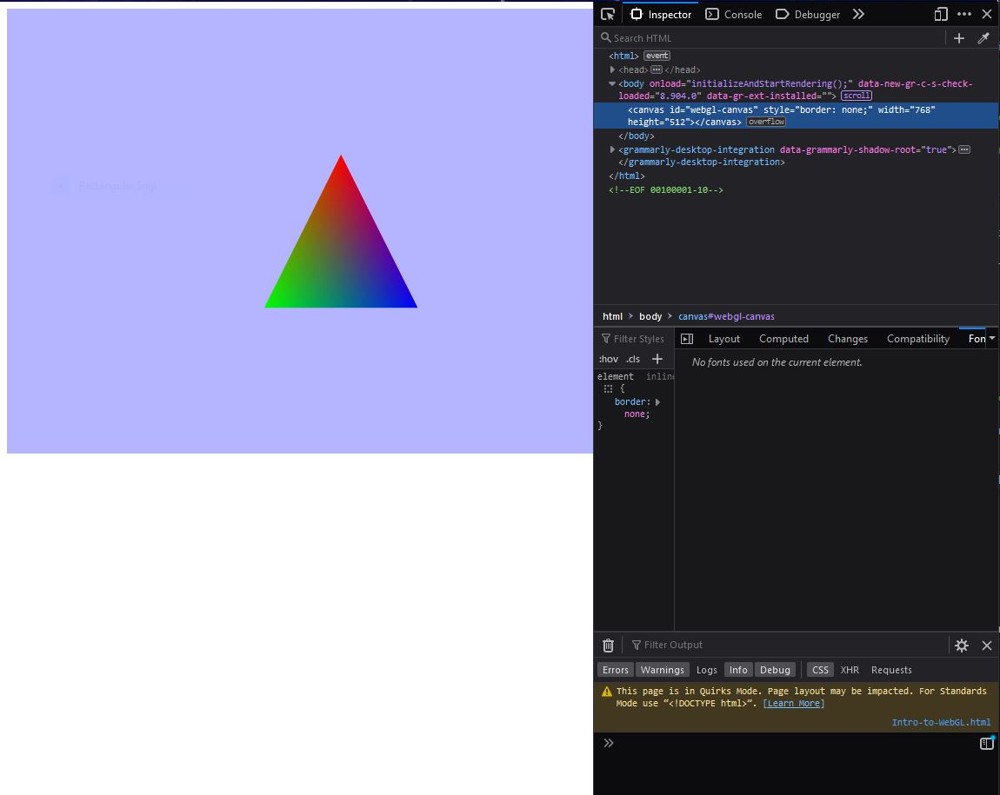 Rectangular Snip
Inspector Console Debugger
Search HTML
<html> event
<head> </head>
<body onload="initializeAndStartRendering();" data-new-gr-c-s-check-
loaded="8.904.0" data-gr-ext-installed=""> scroll
<canvas id="webgl-canvas" style="border: none;" width="768"
height="512"></canvas> overflow
</body>
<grammarly-desktop-integration data-grammarly-shadow-root="true">
</grammarly-desktop-integration>
</html>
<!--EOF 00100001-10-->
html body canvas#webgl-canvas
Filter Styles
Layout Computed Changes Compatibility Fon
:hov .cls +
No fonts used on the current element.
element inline
{
border:
none;
}
Filter Output
Errors Warnings Logs Info Debug CSS XHR Requests
This page is in Quirks Mode. Page layout may be impacted. For Standards
Mode use “<!DOCTYPE html>”. [Learn More]
Intro-to-WebGL.html